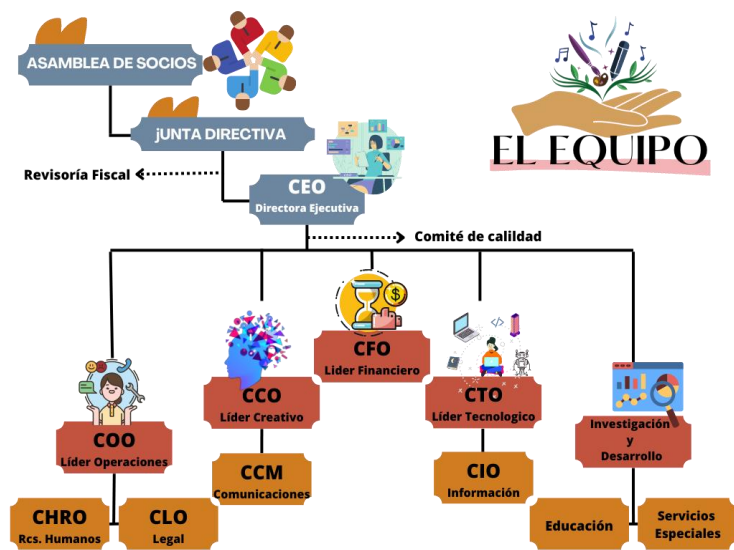 ASAMBLEA DE SOCIOS
jUNTA DIRECTIVA
EL EQUIPO
Revisoría Fiscal
CEO
Directora Ejecutiva
Comité de calildad
CFO
Lider Financiero
CCO
Líder Creativo
CTO
Líder Tecnologico
COO
Líder Operaciones
Investigación
y
Desarrollo
CCM
Comunicaciones
CIO
Información
CHRO
Rcs. Humanos
CLO
Legal
Educación
Servicios
Especiales